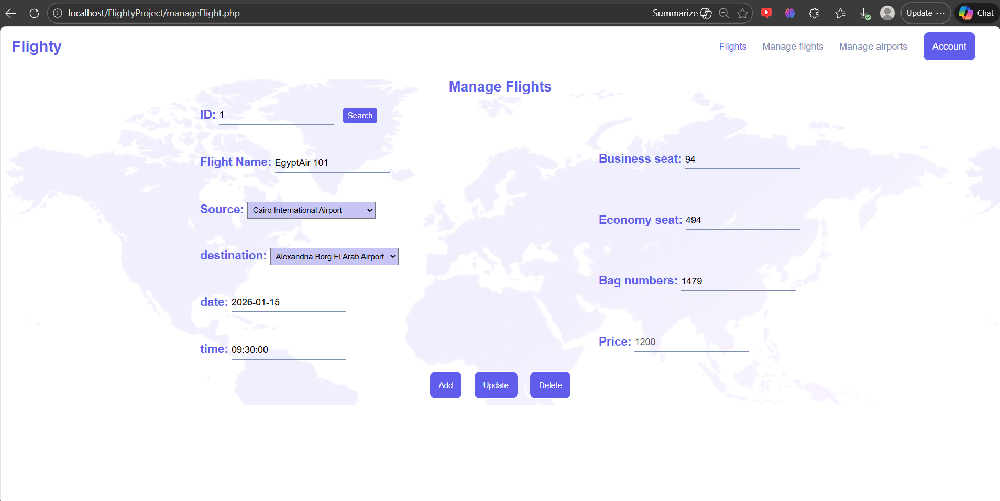 localhost/FlightyProject/manageFlight.php
Summarize
Update
Chat
Flighty
Flights
Manage flights
Manage airports
Account
Manage Flights
ID: 1
Search
Flight Name: EgyptAir 101
Source: Cairo International Airport
destination: Alexandria Borg El Arab Airport
date: 2026-01-15
time: 09:30:00
Business seat: 94
Economy seat: 494
Bag numbers: 1479
Price: 1200
Add
Update
Delete